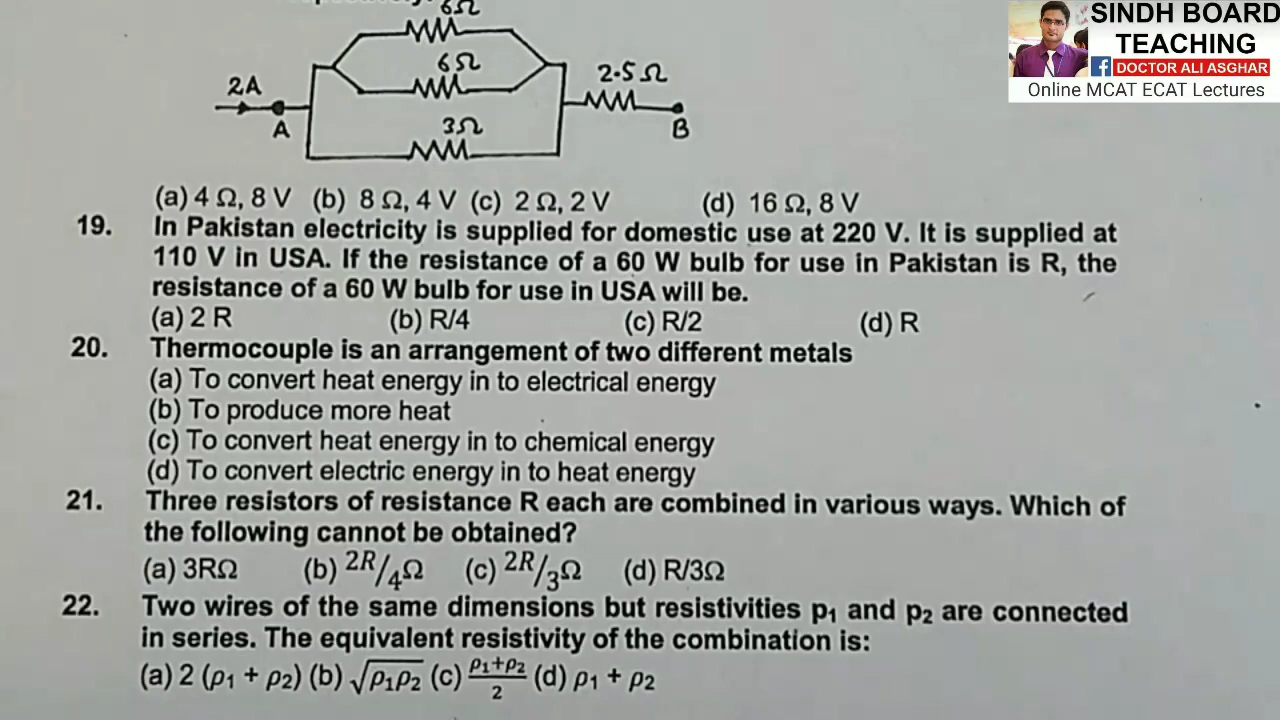 6Ω
SINDH BOARD
TEACHING
f DOCTOR ALI ASGHAR
Online MCAT ECAT Lectures
6Ω
2.5Ω
2A
A
3Ω
B
(a) 4 Ω, 8 V (b) 8 Ω, 4 V (c) 2 Ω, 2 V (d) 16 Ω, 8 V
19. In Pakistan electricity is supplied for domestic use at 220 V. It is supplied at
110 V in USA. If the resistance of a 60 W bulb for use in Pakistan is R, the
resistance of a 60 W bulb for use in USA will be.
(a) 2 R (b) R/4 (c) R/2 (d) R
20. Thermocouple is an arrangement of two different metals
(a) To convert heat energy in to electrical energy
(b) To produce more heat
(c) To convert heat energy in to chemical energy
(d) To convert electric energy in to heat energy
21. Three resistors of resistance R each are combined in various ways. Which of
the following cannot be obtained?
(a) 3RΩ (b) 2R/4Ω (c) 2R/3Ω (d) R/3Ω
22. Two wires of the same dimensions but resistivities p₁ and p₂ are connected
in series. The equivalent resistivity of the combination is:
(a) 2 (ρ₁ + ρ₂) (b) √ρ₁ρ₂ (c) ρ₁+ρ₂/2 (d) ρ₁ + ρ₂